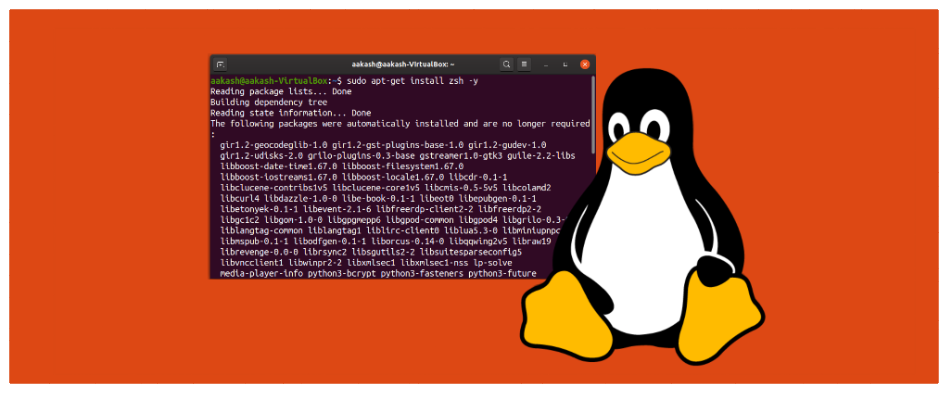 aakash@aakash-VirtualBox: ~
aakash@aakash-VirtualBox:~$ sudo apt-get install zsh -y
Reading package lists... Done
Building dependency tree
Reading state information... Done
The following packages were automatically installed and are no longer required
:
gir1.2-geocodeglib-1.0 gir1.2-gst-plugins-base-1.0 gir1.2-gudev-1.0
gir1.2-udisks-2.0 grilo-plugins-0.3-base gstreamer1.0-gtk3 guile-2.2-libs
libboost-date-time1.67.0 libboost-filesystem1.67.0
libboost-iostreams1.67.0 libboost-locale1.67.0 libcdr-0.1-1
libclucene-contribs1v5 libclucene-core1v5 libcmis-0.5-5v5 libcolamd2
libcurl4 libdazzle-1.0-0 libe-book-0.1-1 libeot0 libepubgen-0.1-1
libetonyek-0.1-1 libevent-2.1-6 libfreerdp-client2-2 libfreerdp2-2
libgc1c2 libgom-1.0-0 libgpgmepp6 libgpod-common libgpod4 libgrilo-0.3-
liblangtag-common liblangtag1 liblirc-client0 liblua5.3-0 libminiupnpc
libmspub-0.1-1 libodfgen-0.1-1 liborcus-0.14-0 libqqwing2v5 libraw19
librevenge-0.0-0 librsync2 libsgutils2-2 libsuitesparseconfig5
libvncclient1 libwinpr2-2 libxmlsec1 libxmlsec1-nss lp-solve
media-player-info python3-bcrypt python3-fasteners python3-future